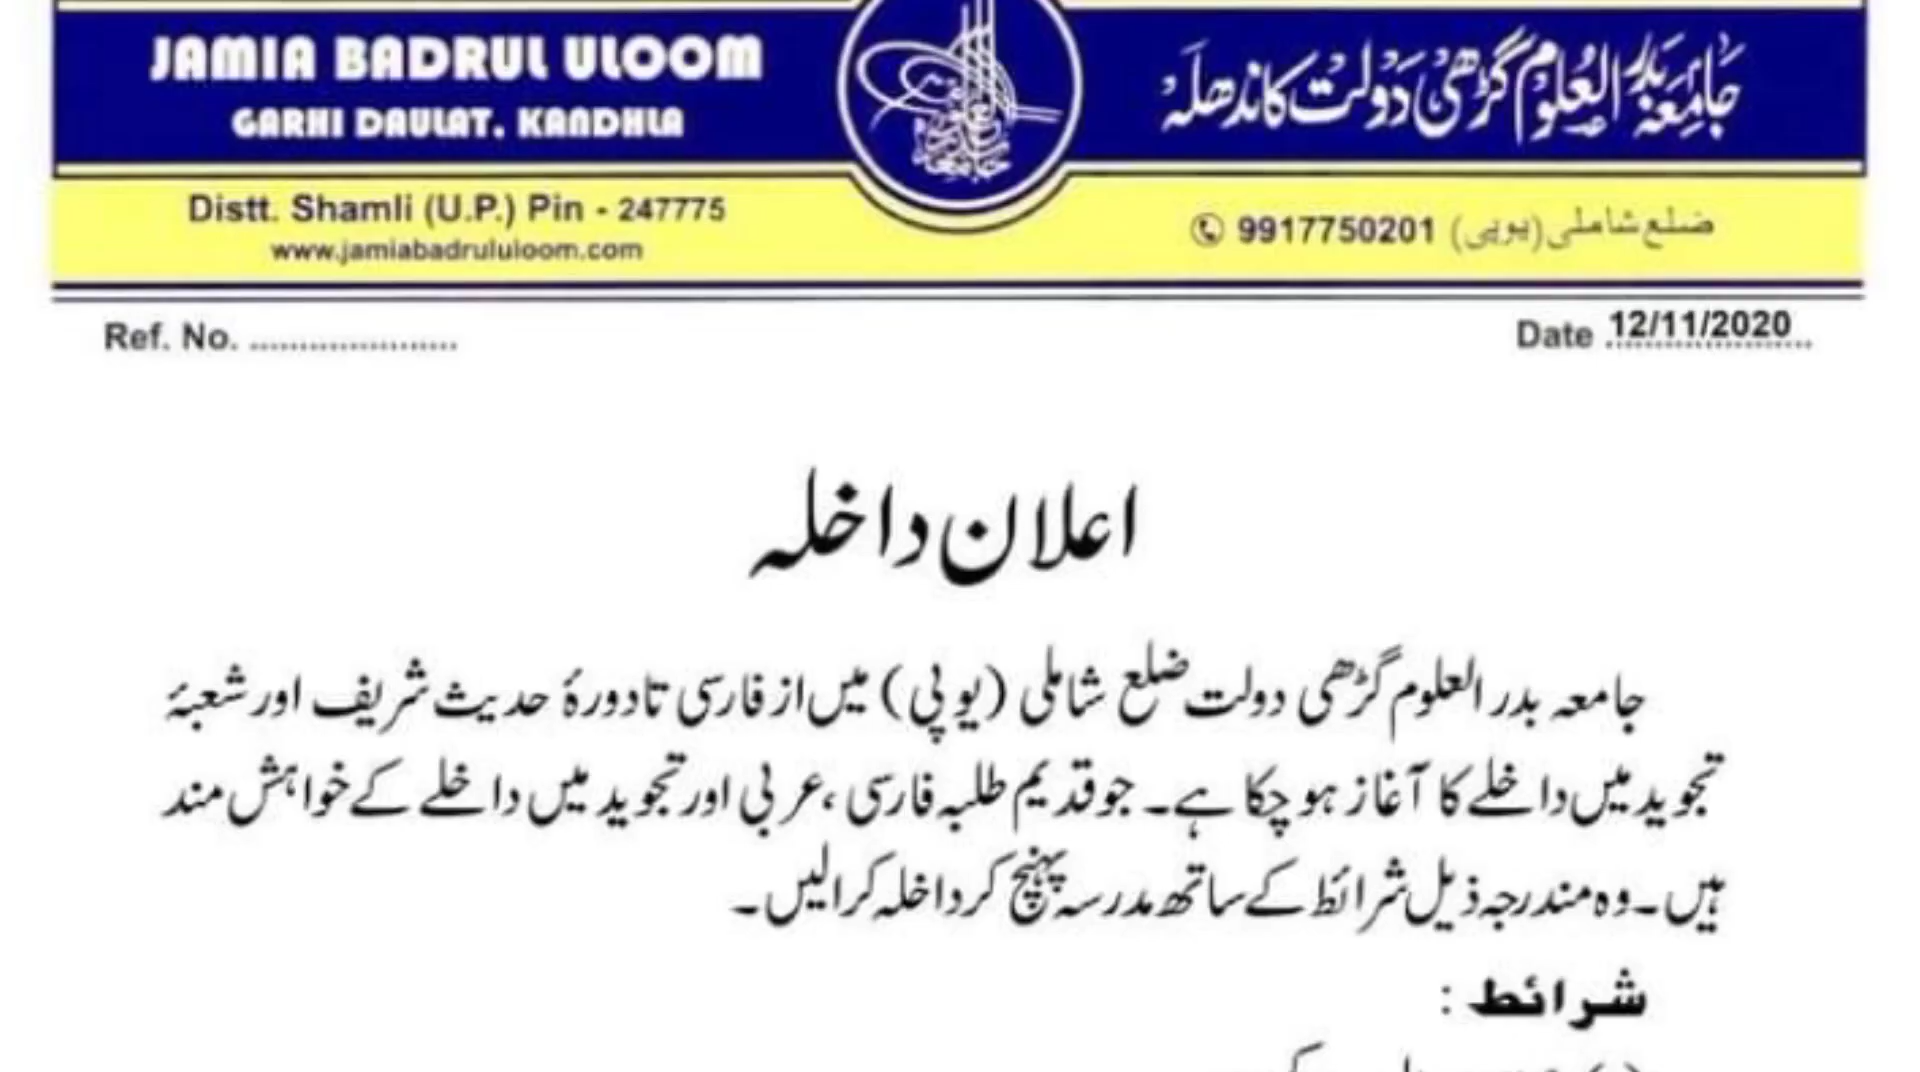 JAMIA BADRUL ULOOM
GARHI DAULAT. KANDHLA
جامعہ بدر العلوم گڑھی دولت کاندھلہ
Distt. Shamli (U.P.) Pin - 247775
www.jamiabadrululoom.com
ضلع شاملی (یوپی) 9917750201
Ref. No. ......................
Date 12/11/2020
اعلان داخلہ
جامعہ بدر العلوم گڑھی دولت ضلع شاملی (یوپی) میں از فارسی تا دورۂ حدیث شریف اور شعبۂ
تجوید میں داخلے کا آغاز ہو چکا ہے۔ جو قدیم طلبہ فارسی ،عربی اور تجوید میں داخلے کے خواہش مند
ہیں۔ وہ مندرجہ ذیل شرائط کے ساتھ مدرسہ پہنچ کر داخلہ کرالیں۔
شرائط :